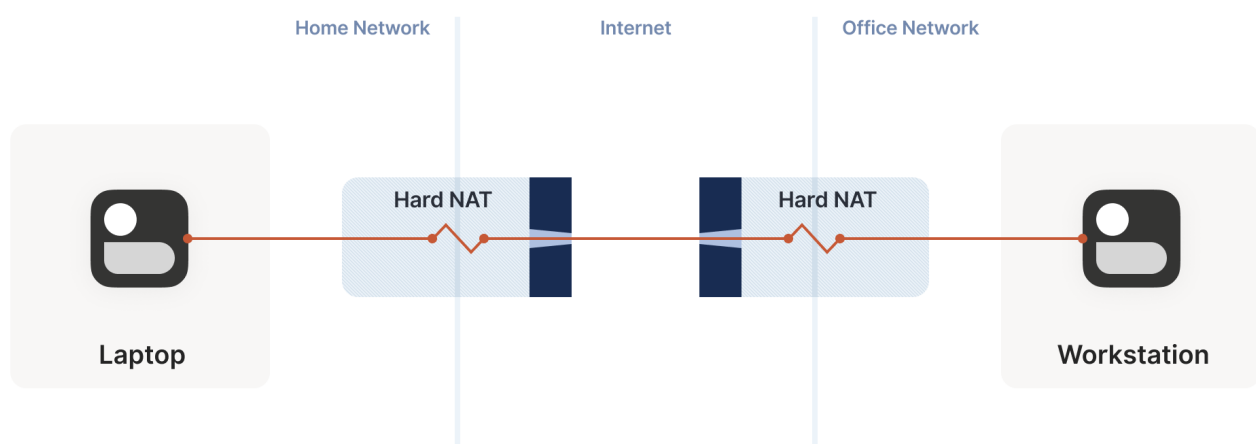 Home Network
Internet
Office Network
Hard NAT
Hard NAT
Laptop
Workstation